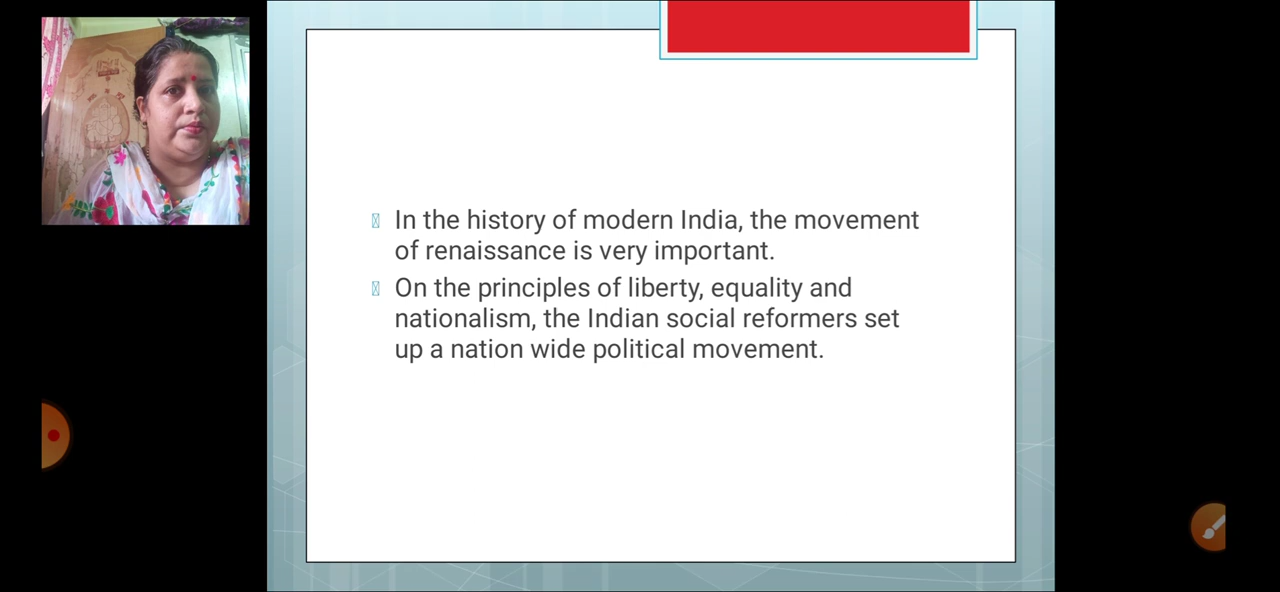 In the history of modern India, the movement
of renaissance is very important.
On the principles of liberty, equality and
nationalism, the Indian social reformers set
up a nation wide political movement.